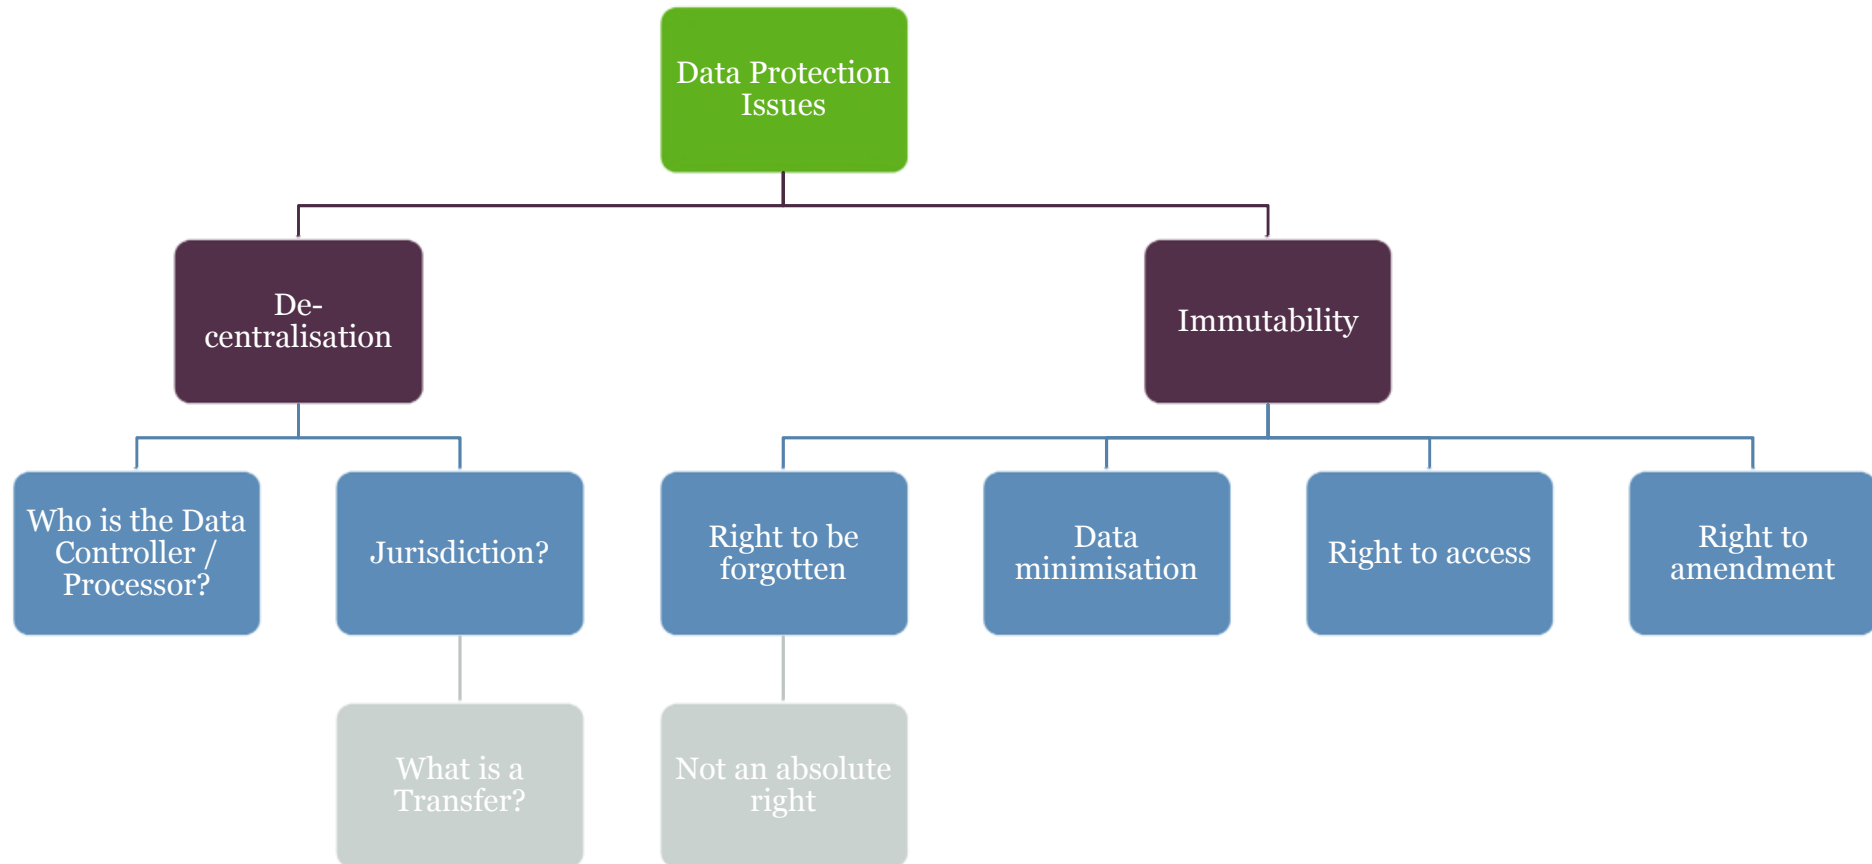 Data Protection
Issues
De-
centralisation
Immutability
Who is the Data
Controller /
Processor?
Jurisdiction?
Right to be
forgotten
Data
minimisation
Right to access
Right to
amendment
What is a
Transfer?
Not an absolute
right